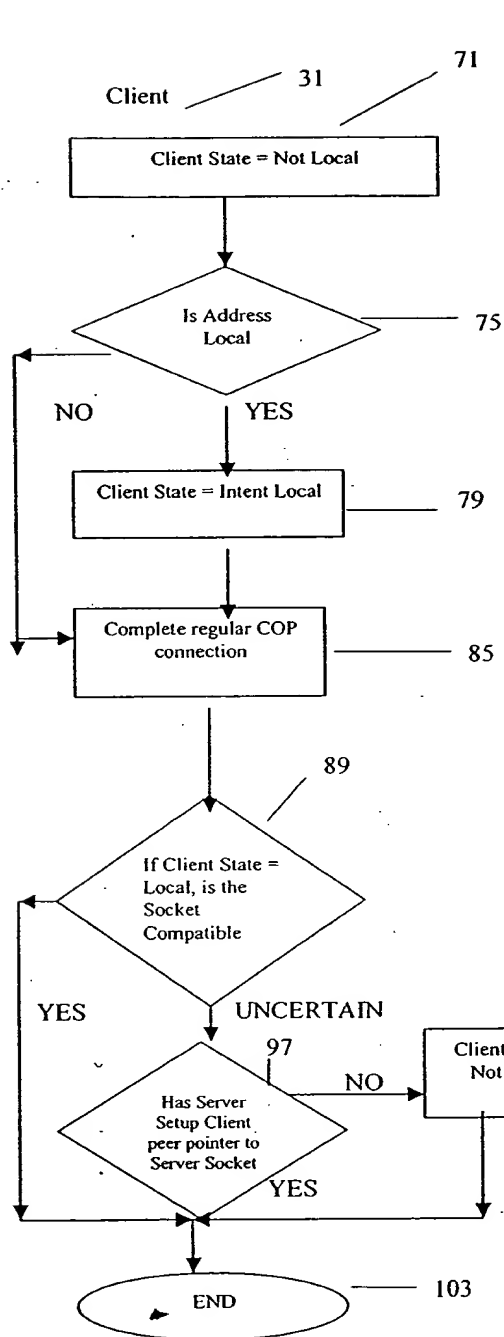 Client
31
71
Client State = Not Local
Is Address
Local
75
NO
YES
Client State = Intent Local
79
Complete regular COP
connection
85
89
If Client State =
Local, is the
Socket
Compatible
YES
UNCERTAIN
97
Has Server
Setup Client
peer pointer to
Server Socket
NO
Client
Not
YES
END
103